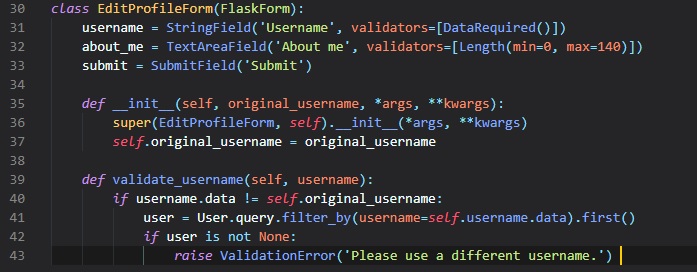 30 class EditProfileForm(FlaskForm):
31     username = StringField('Username', validators=[DataRequired()])
32     about_me = TextAreaField('About me', validators=[Length(min=0, max=140)])
33     submit = SubmitField('Submit')
34
35     def __init__(self, original_username, *args, **kwargs):
36         super(EditProfileForm, self).__init__(*args, **kwargs)
37         self.original_username = original_username
38
39     def validate_username(self, username):
40         if username.data != self.original_username:
41             user = User.query.filter_by(username=self.username.data).first()
42             if user is not None:
43                 raise ValidationError('Please use a different username.')